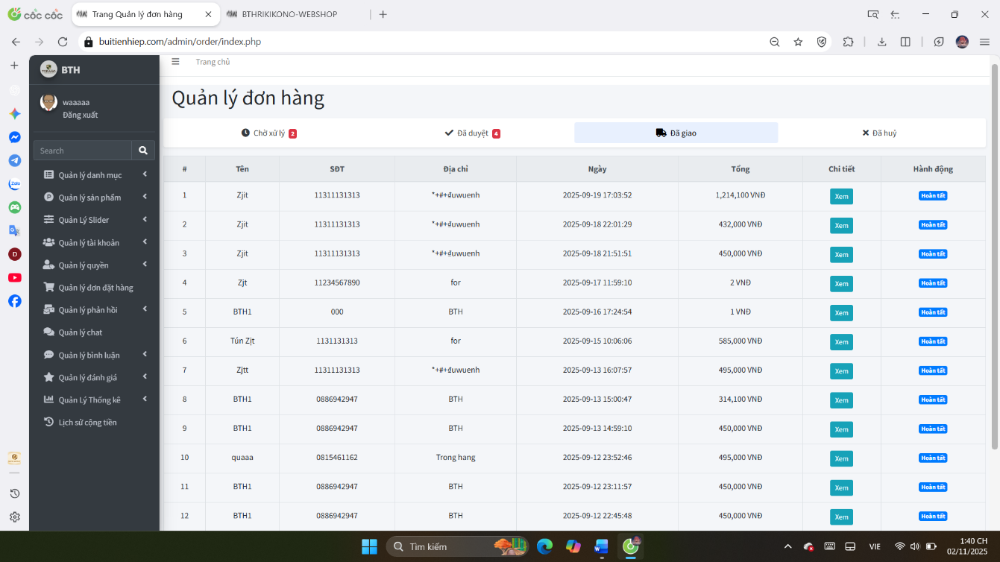 cốc cốc
Trang Quản lý đơn hàng
BTHRIKIKONO-WEBSHOP
buitienhiep.com/admin/order/index.php
BTH
waaaaa
Đăng xuất
Search
Quản lý danh mục
Quản lý sản phẩm
Quản Lý Slider
Quản lý tài khoản
Quản lý quyền
Quản lý đơn đặt hàng
Quản lý phản hồi
Quản lý chat
Quản lý bình luận
Quản lý đánh giá
Quản Lý Thống kê
Lịch sử cộng tiền
Zalo
D
Trang chủ
Quản lý đơn hàng
Chờ xử lý 2
Đã duyệt 4
Đã giao
Đã huỷ
# Tên SĐT Địa chỉ Ngày Tổng Chi tiết Hành động
1 Zjit 11311131313 *+#+đuwuenh 2025-09-19 17:03:52 1,214,100 VNĐ Xem Hoàn tất
2 Zjit 11311131313 *+#+đuwuenh 2025-09-18 22:01:29 432,000 VNĐ Xem Hoàn tất
3 Zjit 11311131313 *+#+đuwuenh 2025-09-18 21:51:51 450,000 VNĐ Xem Hoàn tất
4 Zjt 11234567890 for 2025-09-17 11:59:10 2 VNĐ Xem Hoàn tất
5 BTH1 000 BTH 2025-09-16 17:24:54 1 VNĐ Xem Hoàn tất
6 Tún Zịt 1131131313 for 2025-09-15 10:06:06 585,000 VNĐ Xem Hoàn tất
7 Zjtt 11311131313 *+#+đuwuenh 2025-09-13 16:07:57 495,000 VNĐ Xem Hoàn tất
8 BTH1 0886942947 BTH 2025-09-13 15:00:47 314,100 VNĐ Xem Hoàn tất
9 BTH1 0886942947 BTH 2025-09-13 14:59:10 450,000 VNĐ Xem Hoàn tất
10 quaaa 0815461162 Trong hang 2025-09-12 23:52:46 495,000 VNĐ Xem Hoàn tất
11 BTH1 0886942947 BTH 2025-09-12 23:11:57 450,000 VNĐ Xem Hoàn tất
12 BTH1 0886942947 BTH 2025-09-12 22:45:48 450,000 VNĐ Xem Hoàn tất
Tìm kiếm
VIE
1:40 CH
02/11/2025